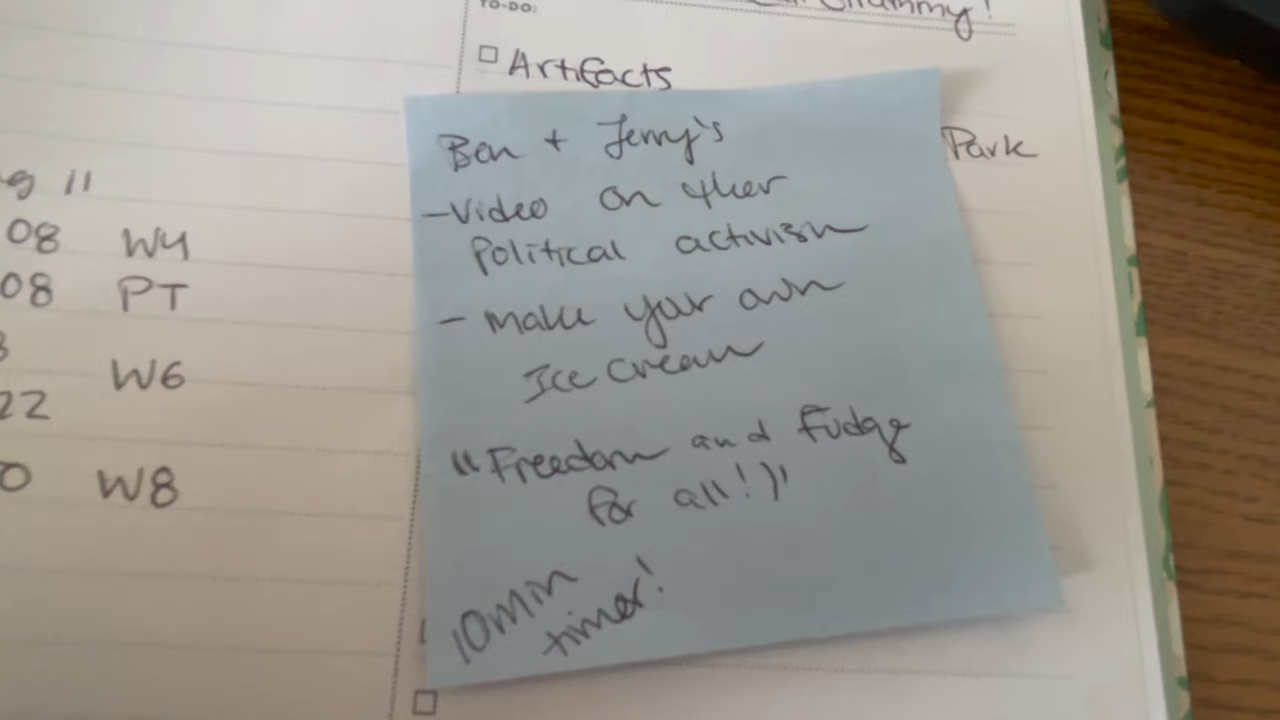 TO-DO:
Artifacts
Park
11
08 W4
08 PT
W6
22
W8
Ben + Jerry's
-Video on other
Political activism
- Make your own
Ice Cream
"Freedom and Fudge
for all!"
10min
timer!